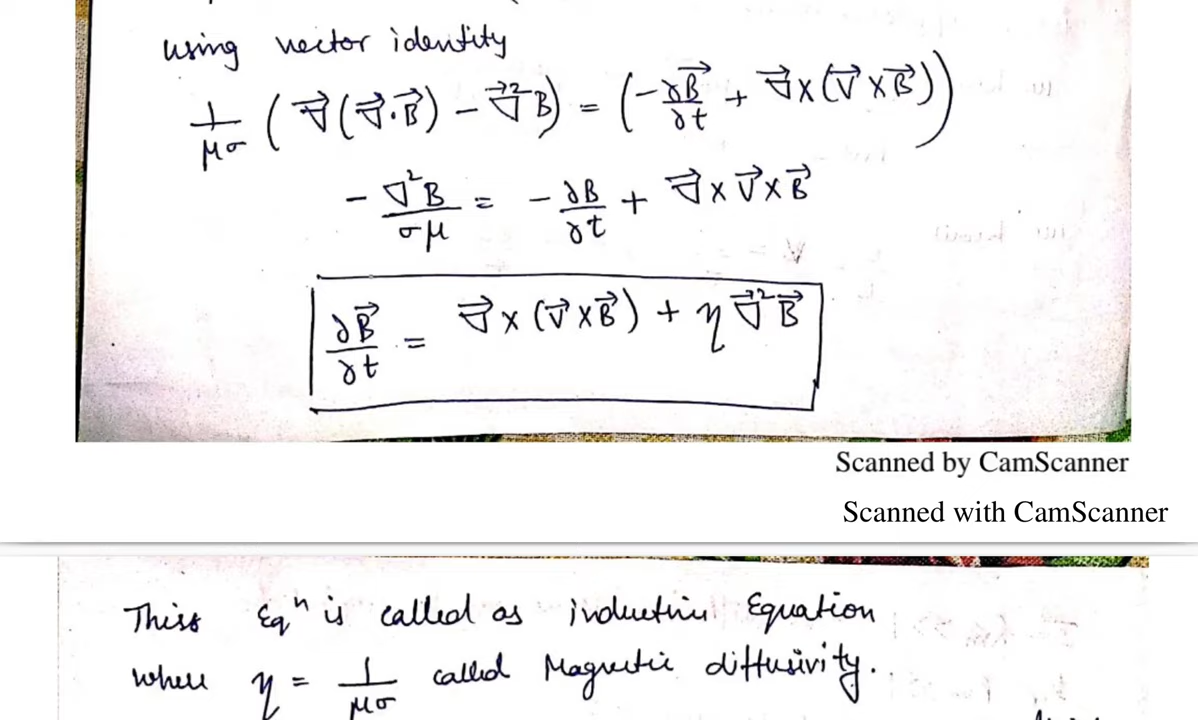 using vector identity
1/μσ ( ∇⃗(∇⃗.B⃗) - ∇⃗²B ) = ( -∂B⃗/∂t + ∇⃗×(V⃗×B⃗) )
- ∇²B/σμ = - ∂B/∂t + ∇⃗×V⃗×B⃗
∂B⃗/∂t = ∇⃗×(V⃗×B⃗) + η∇⃗²B⃗
Scanned by CamScanner
Scanned with CamScanner
This Eqⁿ is called as induction Equation
where η = 1/μσ called Magnetic diffusivity.